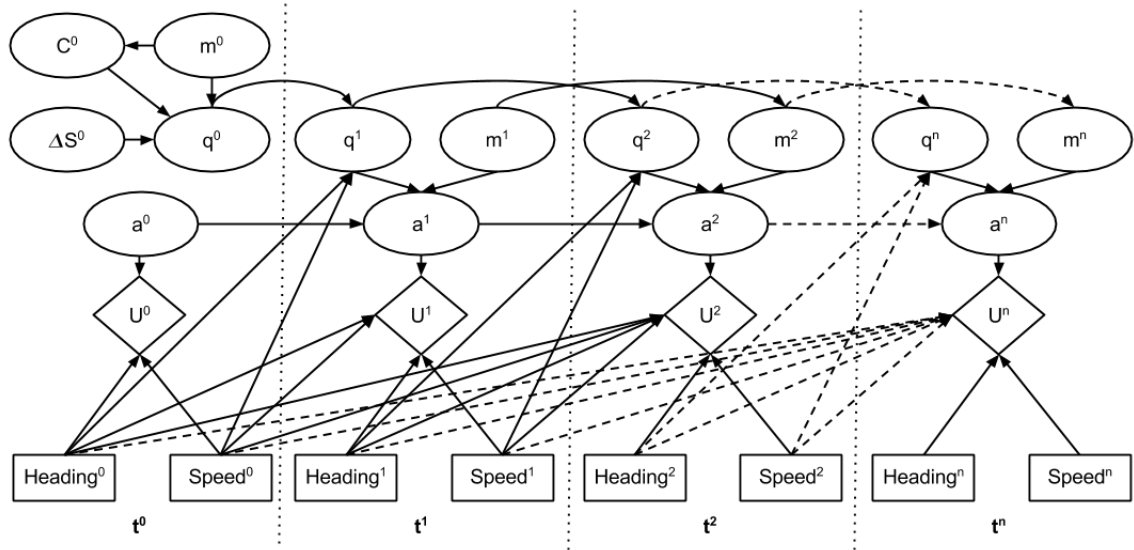 C⁰ m⁰
ΔS⁰ q⁰ q¹ m¹ q² m² qⁿ mⁿ
a⁰ a¹ a² aⁿ
U⁰ U¹ U² Uⁿ
Heading⁰ Speed⁰ Heading¹ Speed¹ Heading² Speed² Headingⁿ Speedⁿ
t⁰ t¹ t² tⁿ